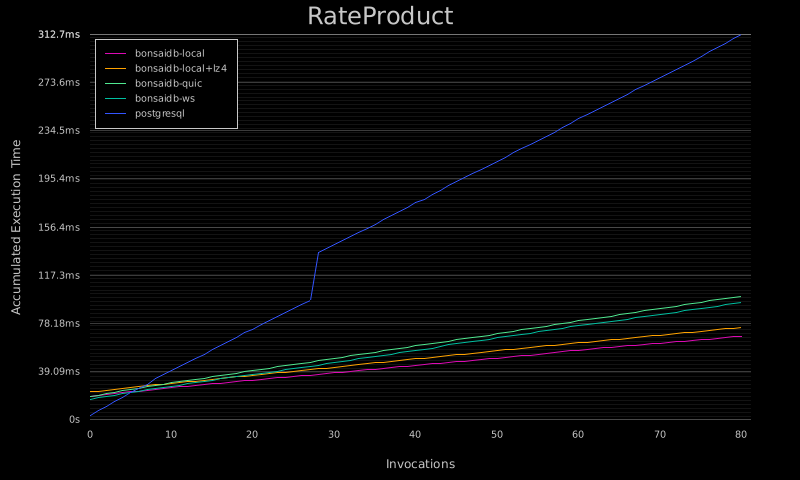 RateProduct
312.7ms
273.6ms
234.5ms
195.4ms
156.4ms
117.3ms
78.18ms
39.09ms
0s
Accumulated Execution Time
bonsaidb-local
bonsaidb-local+lz4
bonsaidb-quic
bonsaidb-ws
postgresql
0 10 20 30 40 50 60 70 80
Invocations